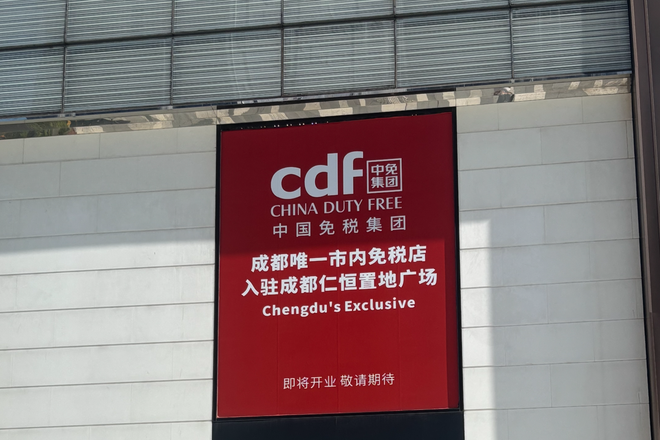 cdf 中免集团
CHINA DUTY FREE
中国免税集团
成都唯一市内免税店
入驻成都仁恒置地广场
Chengdu's Exclusive
即将开业 敬请期待